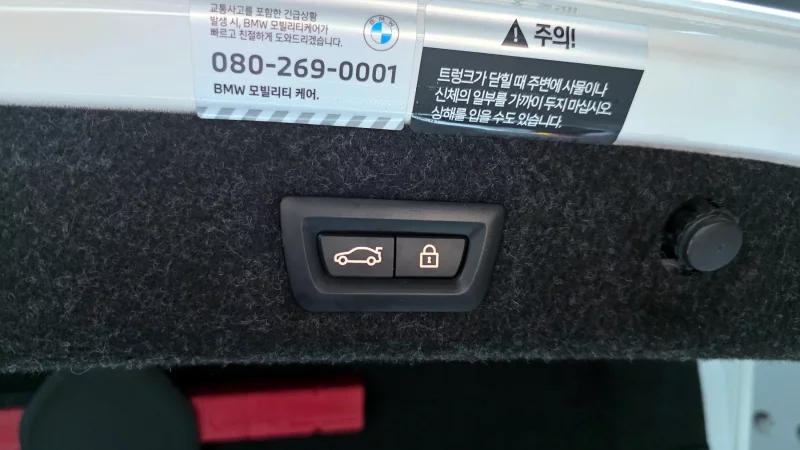 교통사고를 포함한 긴급상황
발생 시, BMW 모빌리티케어가
빠르고 친절하게 도와드리겠습니다.
080-269-0001
BMW 모빌리티 케어.
BMW
주의!
트렁크가 닫힐 때 주변에 사물이나
신체의 일부를 가까이 두지 마십시오.
상해를 입을 수도 있습니다.